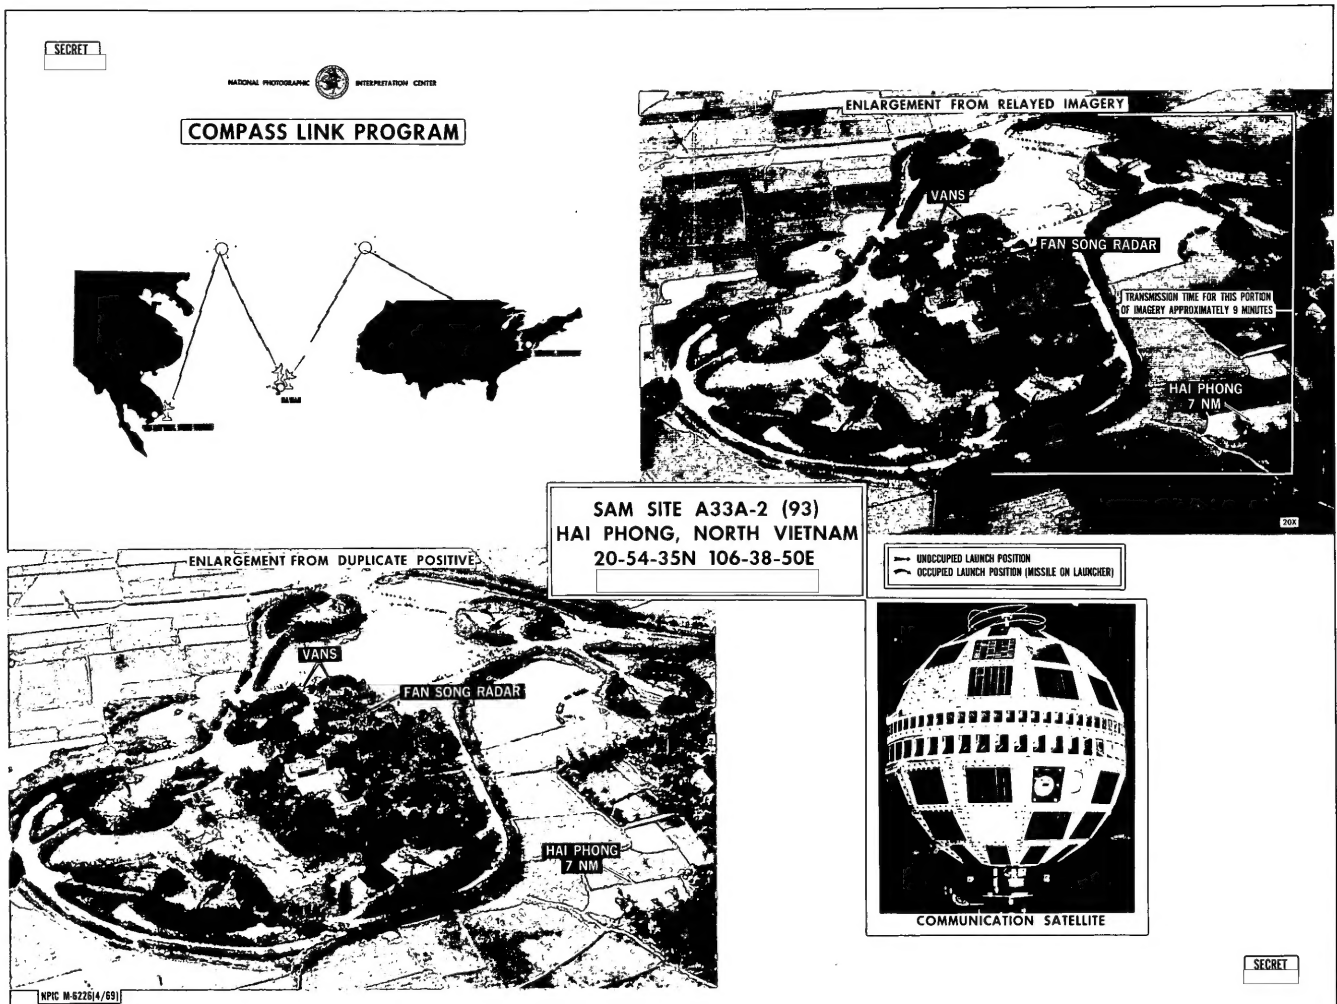 SECRET
NATIONAL PHOTOGRAPHIC INTERPRETATION CENTER
COMPASS LINK PROGRAM
HAWAII
ENLARGEMENT FROM RELAYED IMAGERY
VANS
FAN SONG RADAR
TRANSMISSION TIME FOR THIS PORTION
OF IMAGERY APPROXIMATELY 9 MINUTES
HAI PHONG
7 NM
20X
SAM SITE A33A-2 (93)
HAI PHONG, NORTH VIETNAM
20-54-35N 106-38-50E
UNOCCUPIED LAUNCH POSITION
OCCUPIED LAUNCH POSITION (MISSILE ON LAUNCHER)
ENLARGEMENT FROM DUPLICATE POSITIVE
VANS
FAN SONG RADAR
HAI PHONG
7 NM
COMMUNICATION SATELLITE
SECRET
NPIC M-6226(4/69)